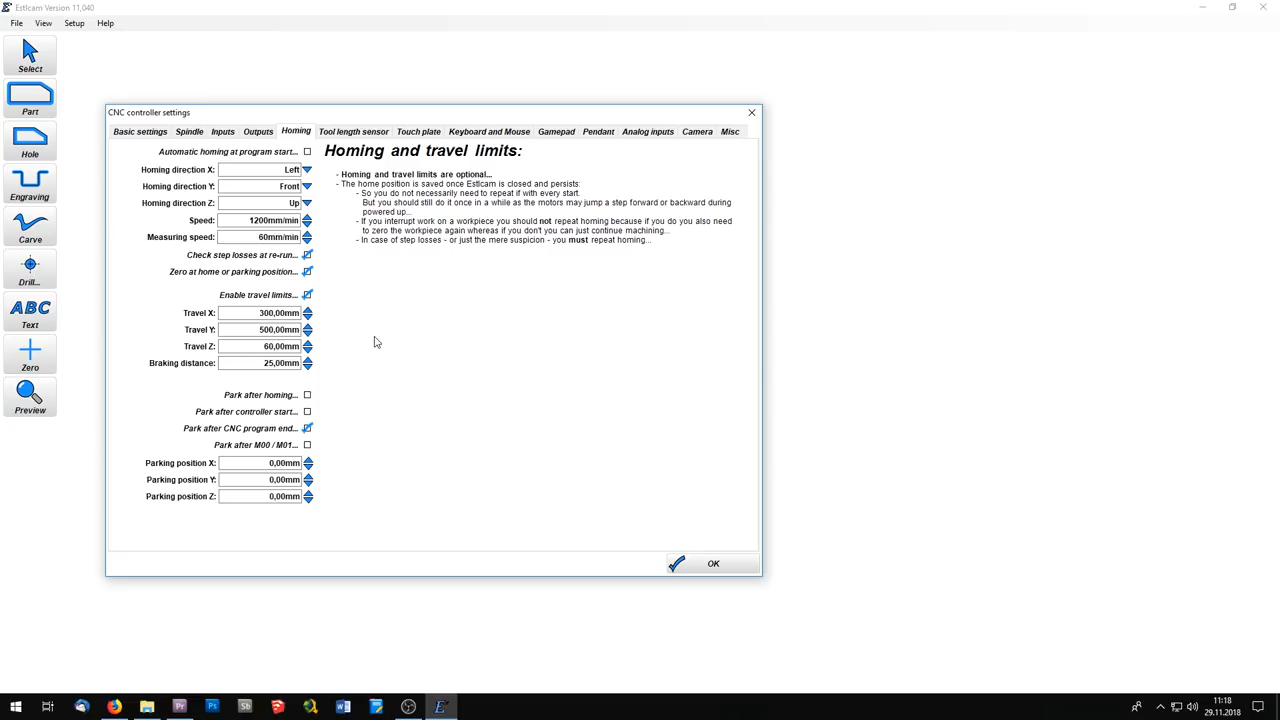 Estlcam Version 11,040
File View Setup Help
Select
Part
Hole
Engraving
Carve
Drill...
ABC
Text
Zero
Preview
CNC controller settings
Basic settings Spindle Inputs Outputs Homing Tool length sensor Touch plate Keyboard and Mouse Gamepad Pendant Analog inputs Camera Misc
Automatic homing at program start...
Homing direction X: Left
Homing direction Y: Front
Homing direction Z: Up
Speed: 1200mm/min
Measuring speed: 60mm/min
Check step losses at re-run...
Zero at home or parking position...
Enable travel limits...
Travel X: 300,00mm
Travel Y: 500,00mm
Travel Z: 60,00mm
Braking distance: 25,00mm
Park after homing...
Park after controller start...
Park after CNC program end...
Park after M00 / M01...
Parking position X: 0,00mm
Parking position Y: 0,00mm
Parking position Z: 0,00mm
Homing and travel limits:
- Homing and travel limits are optional...
- The home position is saved once Estlcam is closed and persists:
- So you do not necessarily need to repeat if with every start.
But you should still do it once in a while as the motors may jump a step forward or backward during
powered up...
- If you interrupt work on a workpiece you should not repeat homing because if you do you also need
to zero the workpiece again whereas if you don't you can just continue machining...
- In case of step losses - or just the mere suspicion - you must repeat homing...
OK
Pr Ps Sb W E
11:18
29.11.2018